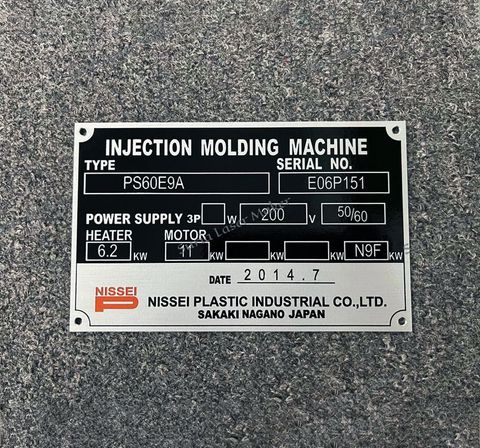 INJECTION MOLDING MACHINE
TYPE SERIAL NO.
PS60E9A E06P151
POWER SUPPLY 3P W 200 V 50/60
HEATER MOTOR
6.2 KW 11 KW KW KW N9F KW
DATE 2014.7
NISSEI
NISSEI PLASTIC INDUSTRIAL CO.,LTD.
SAKAKI NAGANO JAPAN